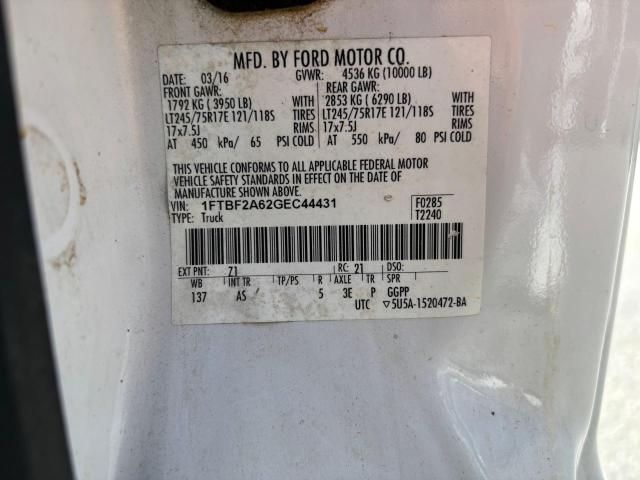 MFD. BY FORD MOTOR CO.
DATE: 03/16 GVWR: 4536 KG (10000 LB)
FRONT GAWR: REAR GAWR:
1792 KG ( 3950 LB) WITH 2853 KG ( 6290 LB) WITH
LT245/75R17E 121/118S TIRES LT245/75R17E 121/118S TIRES
17x7.5J RIMS 17x7.5J RIMS
AT 450 kPa/ 65 PSI COLD AT 550 kPa/ 80 PSI COLD
THIS VEHICLE CONFORMS TO ALL APPLICABLE FEDERAL MOTOR
VEHICLE SAFETY STANDARDS IN EFFECT ON THE DATE OF
MANUFACTURE SHOWN ABOVE.
VIN: 1FTBF2A62GEC44431 F0285
TYPE: Truck T2240
EXT PNT: Z1 RC: 21 DSO:
WB INT TR TP/PS R AXLE TR SPR
137 AS 5 3E P GGPP
UTC ▽5U5A-1520472-BA